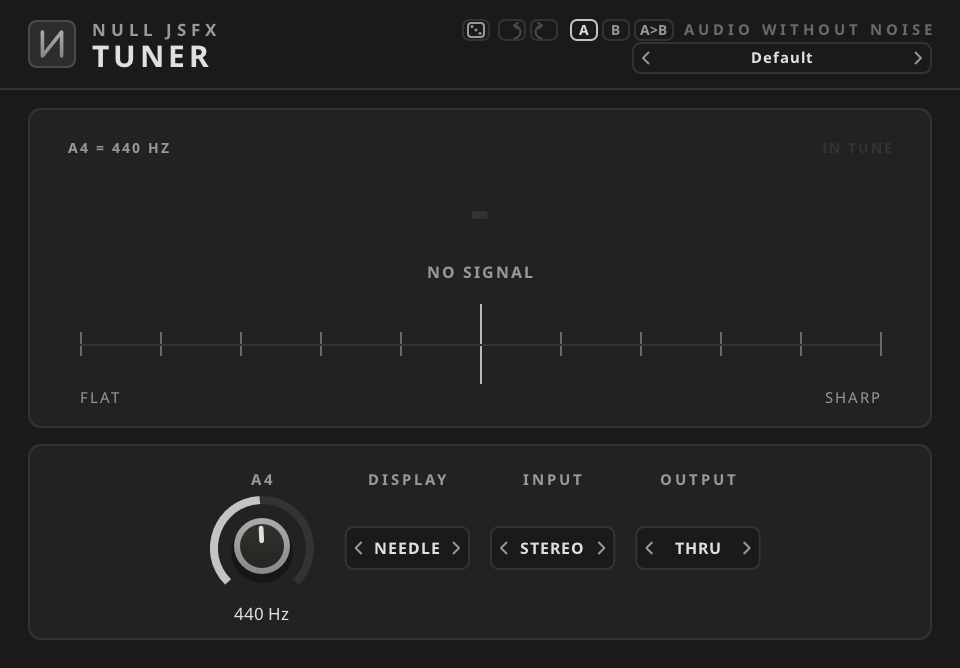 NULL JSFX
TUNER
A B A>B AUDIO WITHOUT NOISE
Default
A4 = 440 HZ
IN TUNE
-
NO SIGNAL
FLAT SHARP
A4 DISPLAY INPUT OUTPUT
NEEDLE STEREO THRU
440 Hz